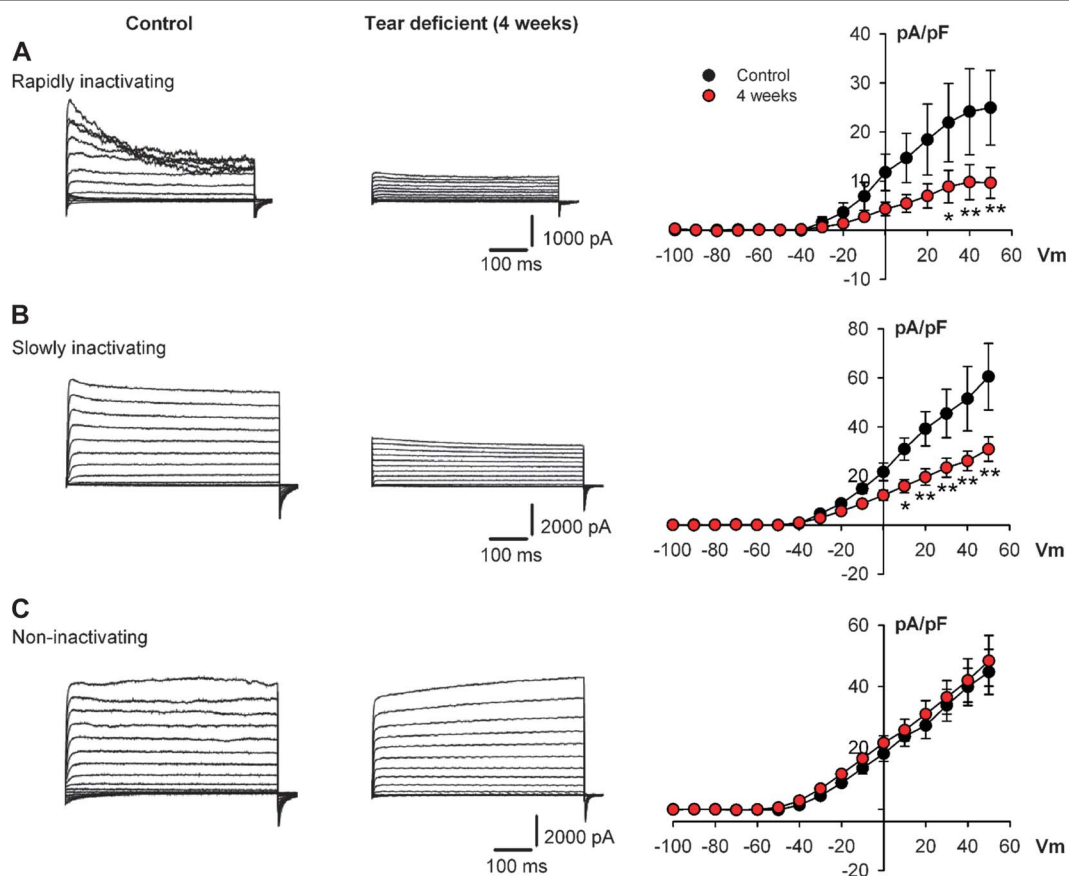 Control
Tear deficient (4 weeks)
A
Rapidly inactivating
1000 pA
100 ms
pA/pF
Control
4 weeks
40
30
20
10
-10
-100 -80 -60 -40 -20 20 40 60 Vm
* ** **
B
Slowly inactivating
2000 pA
100 ms
pA/pF
80
60
40
20
-20
-100 -80 -60 -40 -20 20 40 60 Vm
* ** ** ** **
C
Non-inactivating
2000 pA
100 ms
pA/pF
60
40
20
-20
-100 -80 -60 -40 -20 20 40 60 Vm